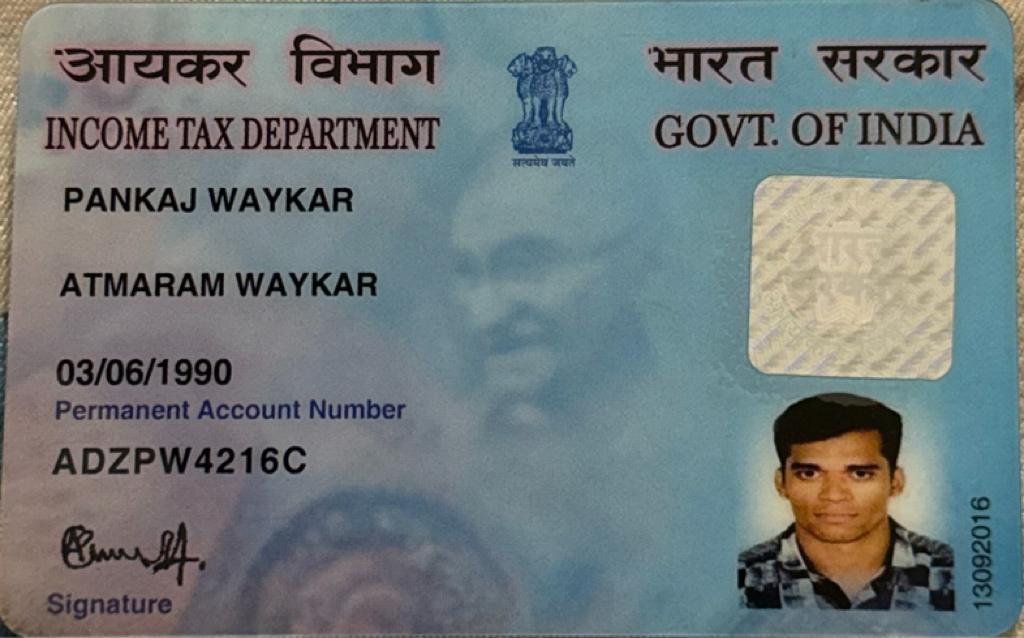 आयकर विभाग
INCOME TAX DEPARTMENT
सत्यमेव जयते
भारत सरकार
GOVT. OF INDIA
PANKAJ WAYKAR
ATMARAM WAYKAR
03/06/1990
Permanent Account Number
ADZPW4216C
Signature
13092016